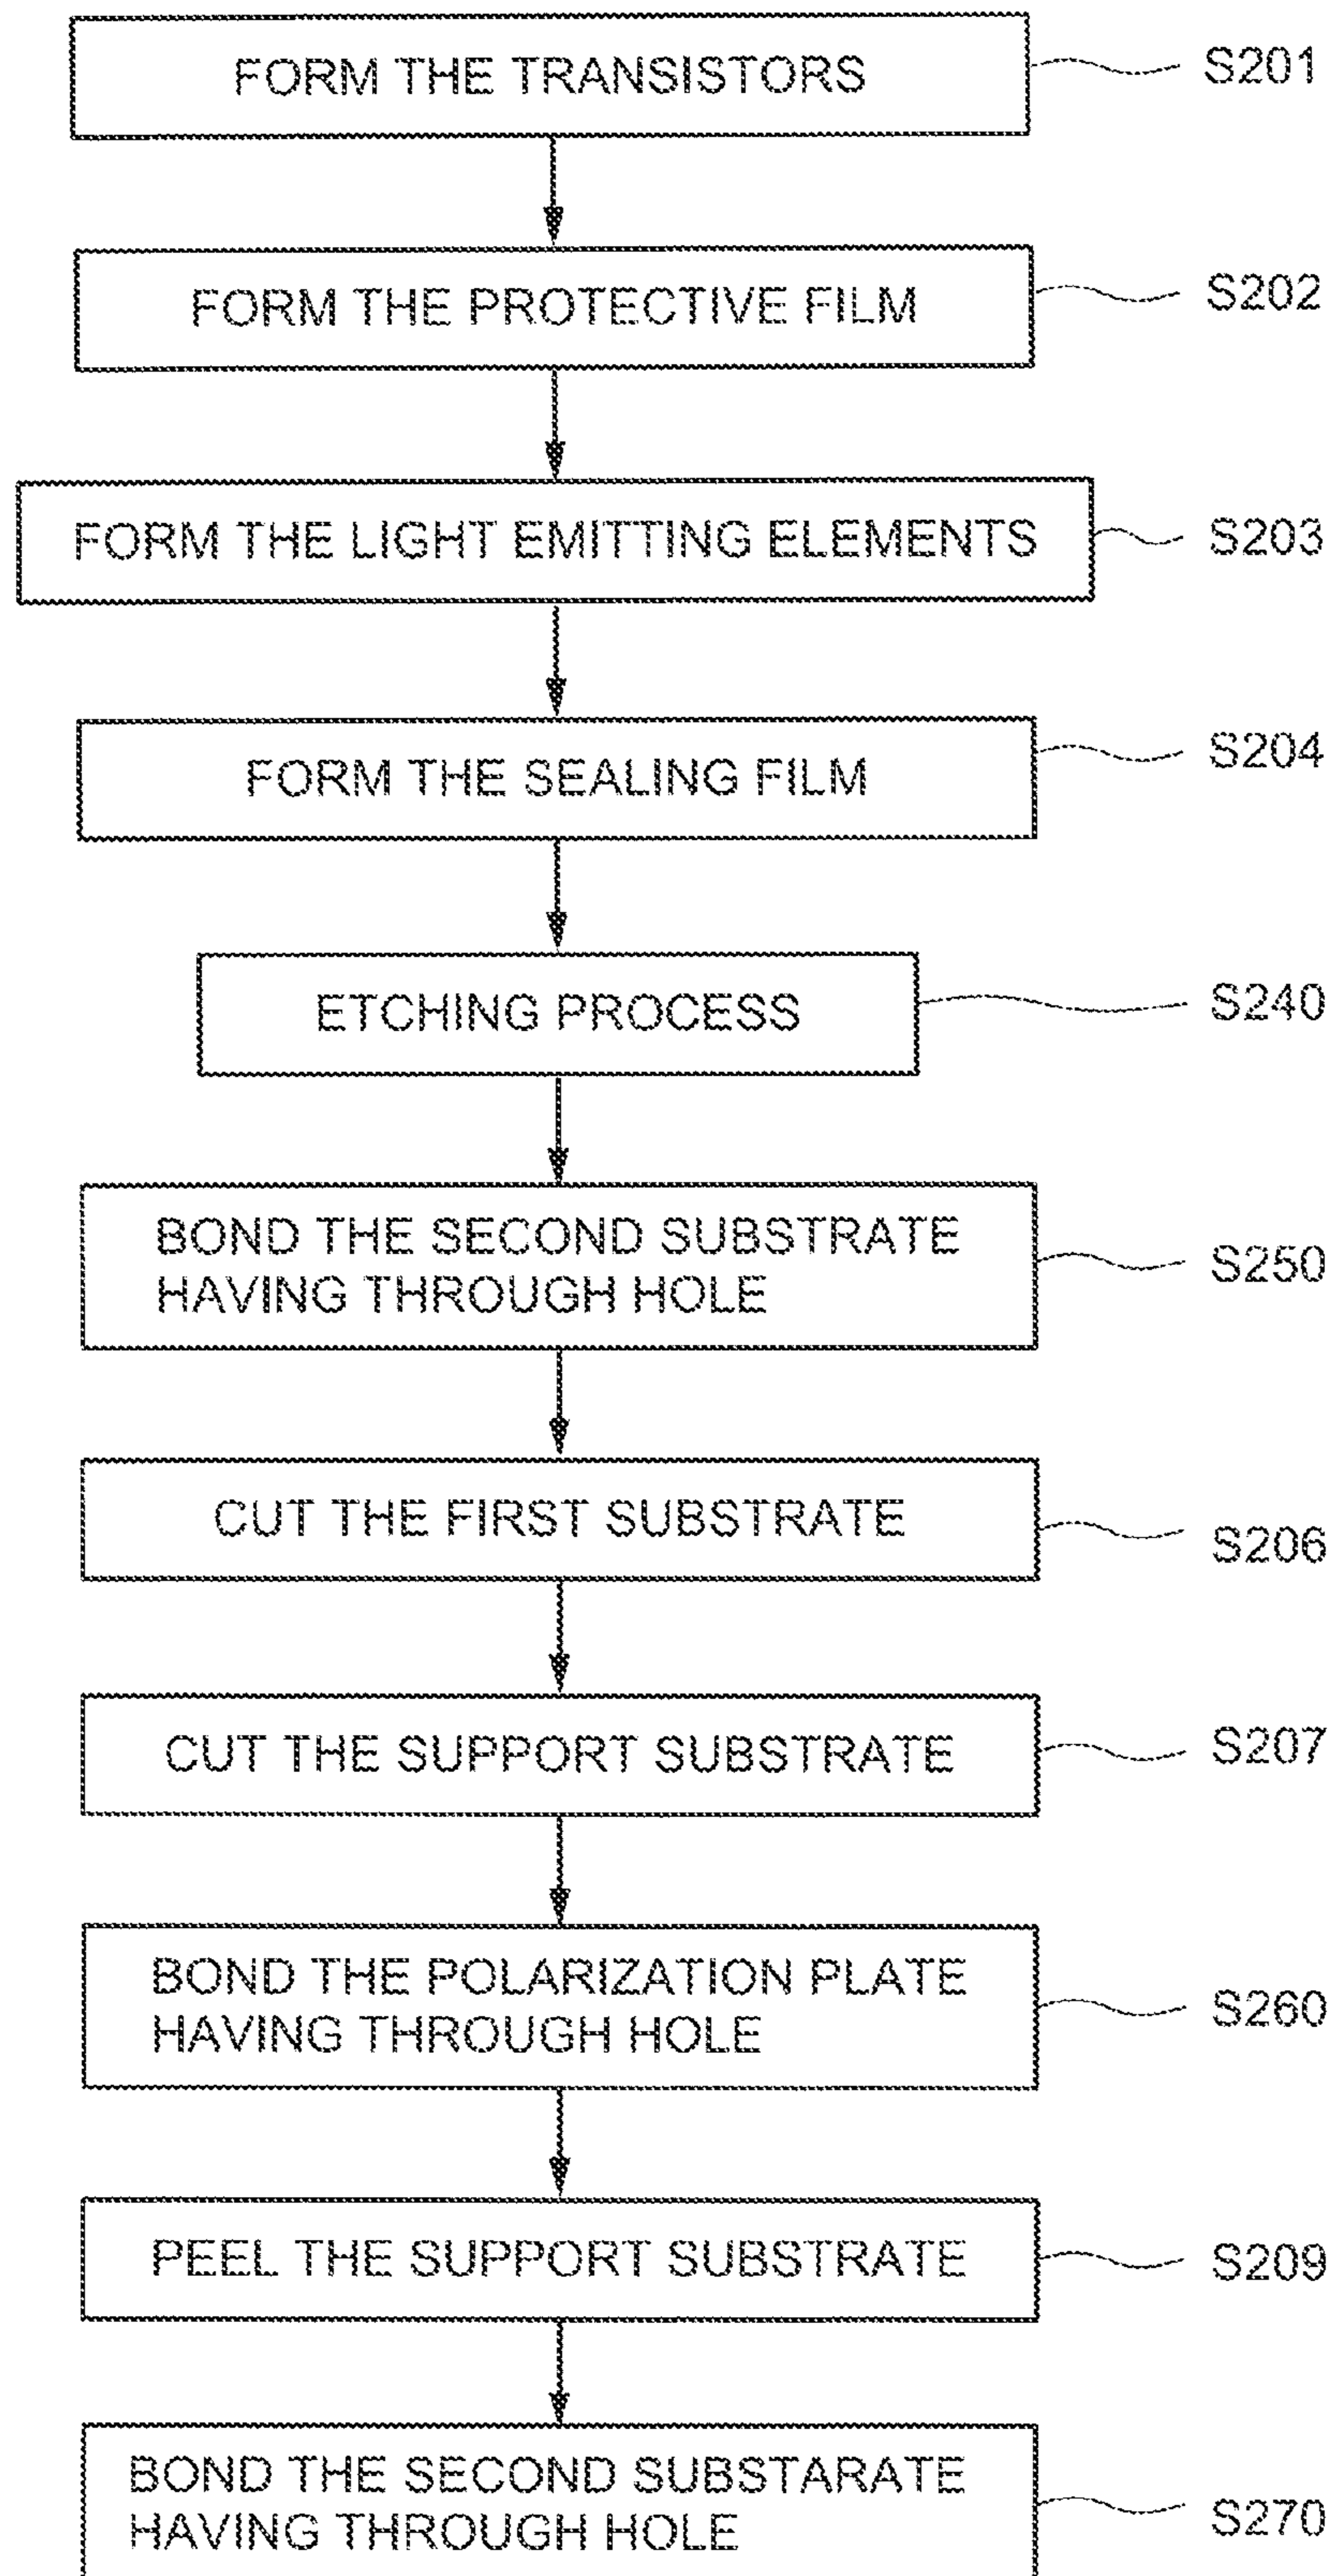 FORM THE TRANSISTORS S201
FORM THE PROTECTIVE FILM S202
FORM THE LIGHT EMITTING ELEMENTS S203
FORM THE SEALING FILM S204
ETCHING PROCESS S240
BOND THE SECOND SUBSTRATE
HAVING THROUGH HOLE
S250
CUT THE FIRST SUBSTRATE S206
CUT THE SUPPORT SUBSTRATE S207
BOND THE POLARIZATION PLATE
HAVING THROUGH HOLE
S260
PEEL THE SUPPORT SUBSTRATE S209
BOND THE SECOND SUBSTARATE
HAVING THROUGH HOLE
S270